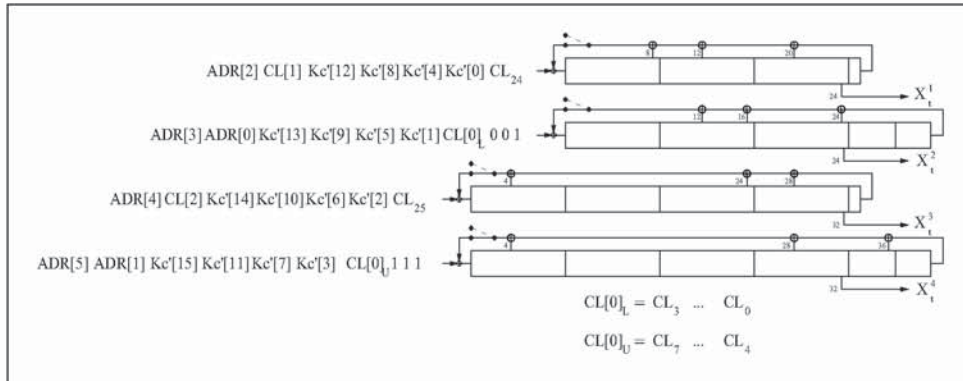 8 12 20
ADR[2] CL[1] Kc'[12] Kc'[8] Kc'[4] Kc'[0] CL24
24 X t 1
12 16 24
ADR[3] ADR[0] Kc'[13] Kc'[9] Kc'[5] Kc'[1] CL[0]L 0 0 1
24 X t 2
4 24 28
ADR[4] CL[2] Kc'[14] Kc'[10] Kc'[6] Kc'[2] CL25
32 X t 3
4 28 36
ADR[5] ADR[1] Kc'[15] Kc'[11] Kc'[7] Kc'[3] CL[0]U 1 1 1
32 X t 4
CL[0]L = CL3 ... CL0
CL[0]U = CL7 ... CL4